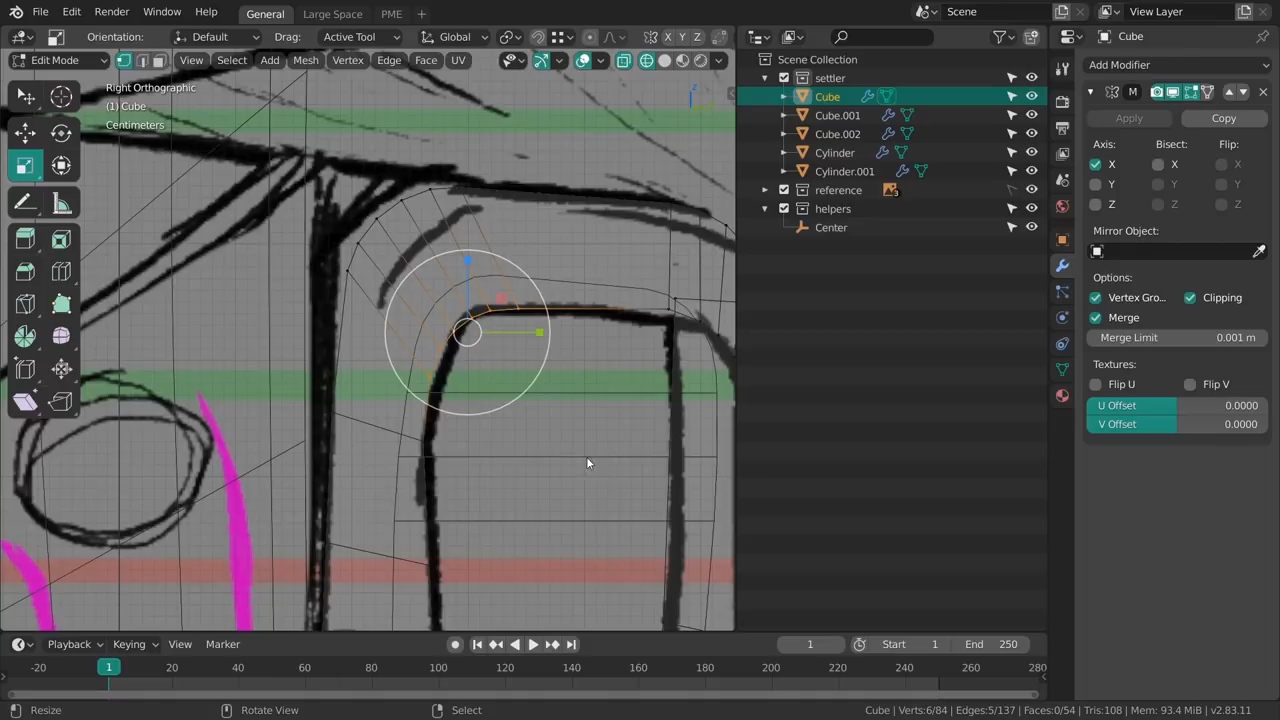 File Edit Render Window Help General Large Space PME + Scene View Layer
Orientation: Default Drag: Active Tool Global X Y Z
Edit Mode View Select Add Mesh Vertex Edge Face UV
Right Orthographic
(1) Cube
Centimeters
Z
Scene Collection
settler
Cube
Cube.001
Cube.002
Cylinder
Cylinder.001
reference 3
helpers
Center
Cube
Add Modifier
M
Apply Copy
Axis: Bisect: Flip:
X X X
Y Y Y
Z Z Z
Mirror Object:
Options:
Vertex Gro... Clipping
Merge
Merge Limit 0.001 m
Textures:
Flip U Flip V
U Offset 0.0000
V Offset 0.0000
Playback Keying View Marker 1 Start 1 End 250
-20 1 20 40 60 80 100 120 140 160 180 200 220 240 260 280
Resize Rotate View Select Cube | Verts:6/84 | Edges:5/137 | Faces:0/54 | Tris:108 | Mem: 93.4 MiB | v2.83.11